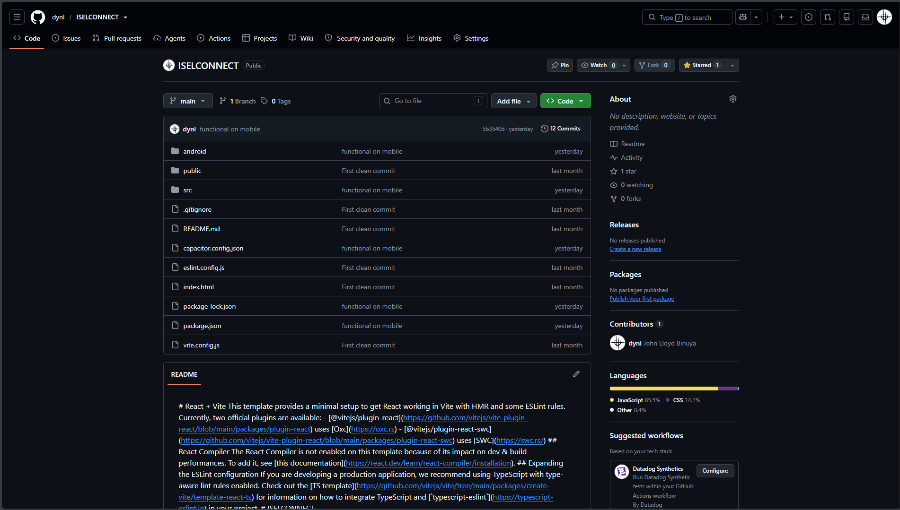 dynl / ISELCONNECT
Type / to search
Code Issues Pull requests Agents Actions Projects Wiki Security and quality Insights Settings
ISELCONNECT Public
Pin Watch 0 Fork 0 Starred 1
main 1 Branch 0 Tags Go to file t Add file Code
dynl functional on mobile yesterday 12 Commits
android functional on mobile yesterday
public First clean commit last month
src functional on mobile yesterday
.gitignore First clean commit last month
README.md First clean commit last month
capacitor.config.json functional on mobile yesterday
eslint.config.js First clean commit last month
index.html First clean commit last month
package-lock.json functional on mobile yesterday
package.json functional on mobile yesterday
vite.config.js First clean commit last month
README
# React + Vite This template provides a minimal setup to get React working in Vite with HMR and some ESLint rules.
Currently, two official plugins are available: - [@vitejs/plugin-react](https://github.com/vitejs/vite-plugin-
react/blob/main/packages/plugin-react) uses [Oxc](https://oxc.rs) - [@vitejs/plugin-react-swc]
(https://github.com/vitejs/vite-plugin-react/blob/main/packages/plugin-react-swc) uses [SWC](https://swc.rs/) ##
React Compiler The React Compiler is not enabled on this template because of its impact on dev & build
performances. To add it, see [this documentation](https://react.dev/learn/react-compiler/installation). ## Expanding
the ESLint configuration If you are developing a production application, we recommend using TypeScript with type-
aware lint rules enabled. Check out the [TS template](https://github.com/vitejs/vite/tree/main/packages/create-
vite/template-react-ts) for information on how to integrate TypeScript and [`typescript-eslint`](https://typescript-
eslint.io) in your project. # ISELCONNECT
About
No description, website, or topics
provided.
Readme
Activity
1 star
0 watching
0 forks
Releases
No releases published
Create a new release
Packages
No packages published
Publish your first package
Contributors 1
dynl John Lloyd
Languages
JavaScript 85.5% CSS 14.1%
Other 0.4%
Suggested workflows
Based on your tech stack
Datadog Synthetics Configure
Run Datadog Synthetic
tests within your GitHub
Actions workflow
By Datadog